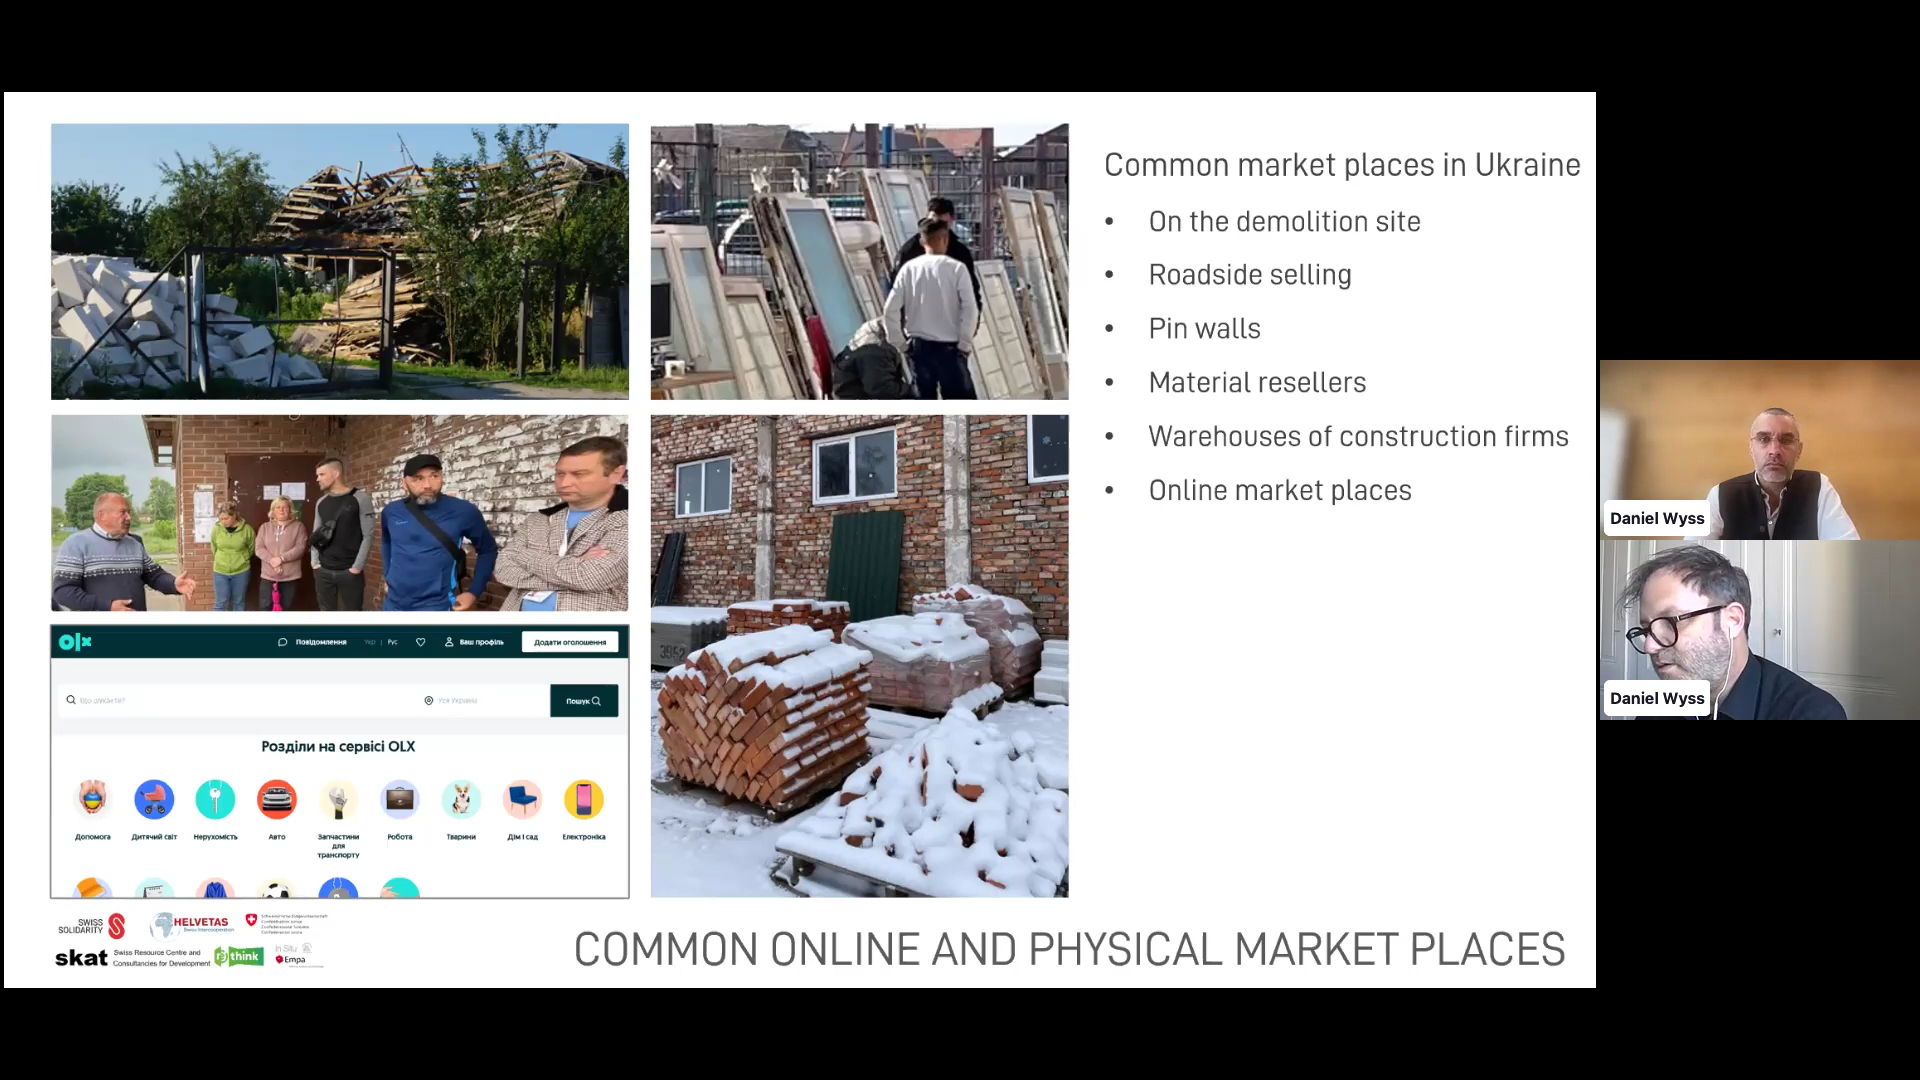 Common market places in Ukraine
• On the demolition site
• Roadside selling
• Pin walls
• Material resellers
• Warehouses of construction firms
• Online market places
3952
olx
Повідомлення
Укр | Рус
Ваш профіль
Додати оголошення
Що шукаєте?
Уся Україна
Пошук
Розділи на сервісі OLX
Допомога
Дитячий світ
Нерухомість
Авто
Запчастини для транспорту
Робота
Тварини
Дім і сад
Електроніка
SWISS SOLIDARITY
HELVETAS
Swiss Intercooperation
skat
Swiss Resource Centre and
Consultancies for Development
think
In Situ
Empa
COMMON ONLINE AND PHYSICAL MARKET PLACES
Daniel Wyss
Daniel Wyss